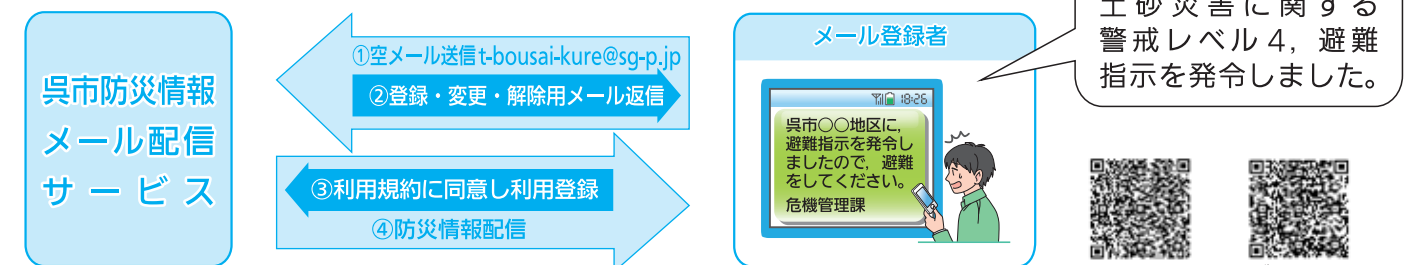 呉市防災情報
メール配信
サービス
①空メール送信t-bousai-kure@sg-p.jp
②登録・変更・解除用メール返信
③利用規約に同意し利用登録
④防災情報配信
メール登録者
18:26
呉市〇〇地区に,
避難指示を発令し
ましたので,避難
をしてください。
危機管理課
土砂災害に関する
警戒レベル4,避難
指示を発令しました。